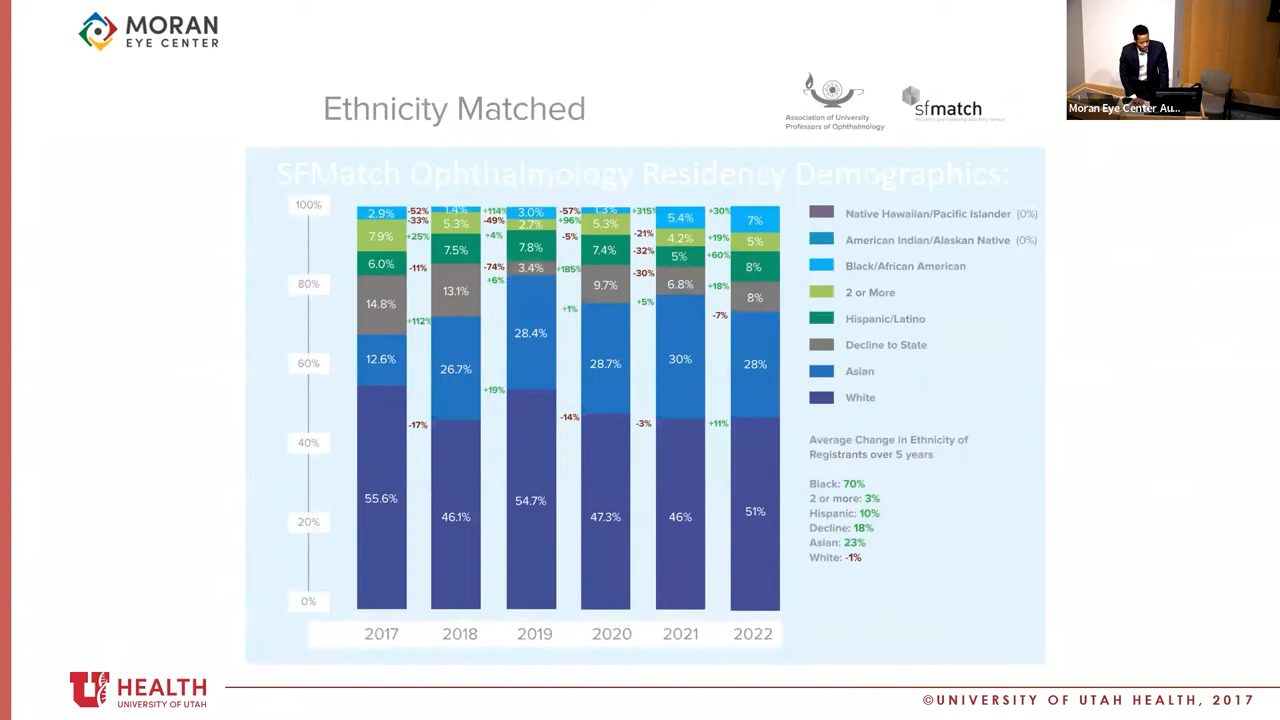 MORAN
EYE CENTER
Moran Eye Center Au...
Ethnicity Matched
Association of University
Professors of Ophthalmology
sfmatch
SFMatch Ophthalmology Residency Demographics:
100%
80%
60%
40%
20%
0%
2.9%
7.9%
6.0%
14.8%
12.6%
55.6%
-52%
-33%
+25%
-11%
+112%
-17%
1.4%
5.3%
7.5%
13.1%
26.7%
46.1%
+114%
-49%
+4%
-74%
+6%
+19%
3.0%
2.7%
7.8%
3.4%
28.4%
54.7%
-57%
+96%
-5%
+185%
+1%
-14%
1.3%
5.3%
7.4%
9.7%
28.7%
47.3%
+315%
-21%
-32%
-30%
+5%
-3%
5.4%
4.2%
5%
6.8%
30%
46%
+30%
+19%
+60%
+18%
-7%
+11%
7%
5%
8%
8%
28%
51%
2017 2018 2019 2020 2021 2022
Native Hawaiian/Pacific Islander (0%)
American Indian/Alaskan Native (0%)
Black/African American
2 or More
Hispanic/Latino
Decline to State
Asian
White
Average Change in Ethnicity of
Registrants over 5 years
Black: 70%
2 or more: 3%
Hispanic: 10%
Decline: 18%
Asian: 23%
White: -1%
U HEALTH
UNIVERSITY OF UTAH
©UNIVERSITY OF UTAH HEALTH, 2017